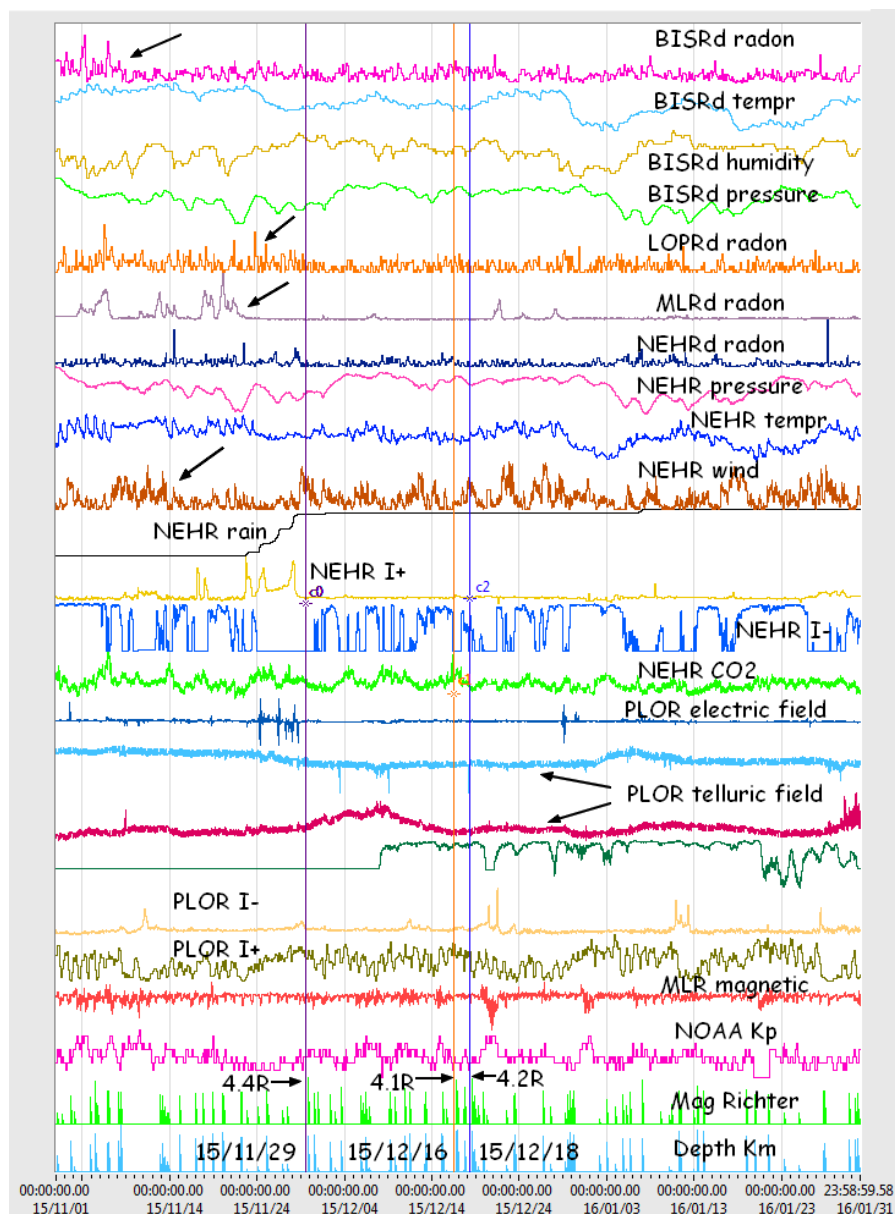 BISRd radon
BISRd tempr
BISRd humidity
BISRd pressure
LOPRd radon
MLRd radon
NEHRd radon
NEHR pressure
NEHR tempr
NEHR wind
NEHR rain
NEHR I+
c0
c2
NEHR I-
NEHR CO2
PLOR electric field
PLOR telluric field
PLOR I-
PLOR I+
MLR magnetic
NOAA Kp
4.4R 4.1R 4.2R
Mag Richter
15/11/29 15/12/16 15/12/18 Depth Km
00:00:00.00 00:00:00.00 00:00:00.00 00:00:00.00 00:00:00.00 00:00:00.00 00:00:00.00 00:00:00.00 00:00:00.00 23:58:59.58
15/11/01 15/11/14 15/11/24 15/12/04 15/12/14 15/12/24 16/01/03 16/01/13 16/01/23 16/01/31